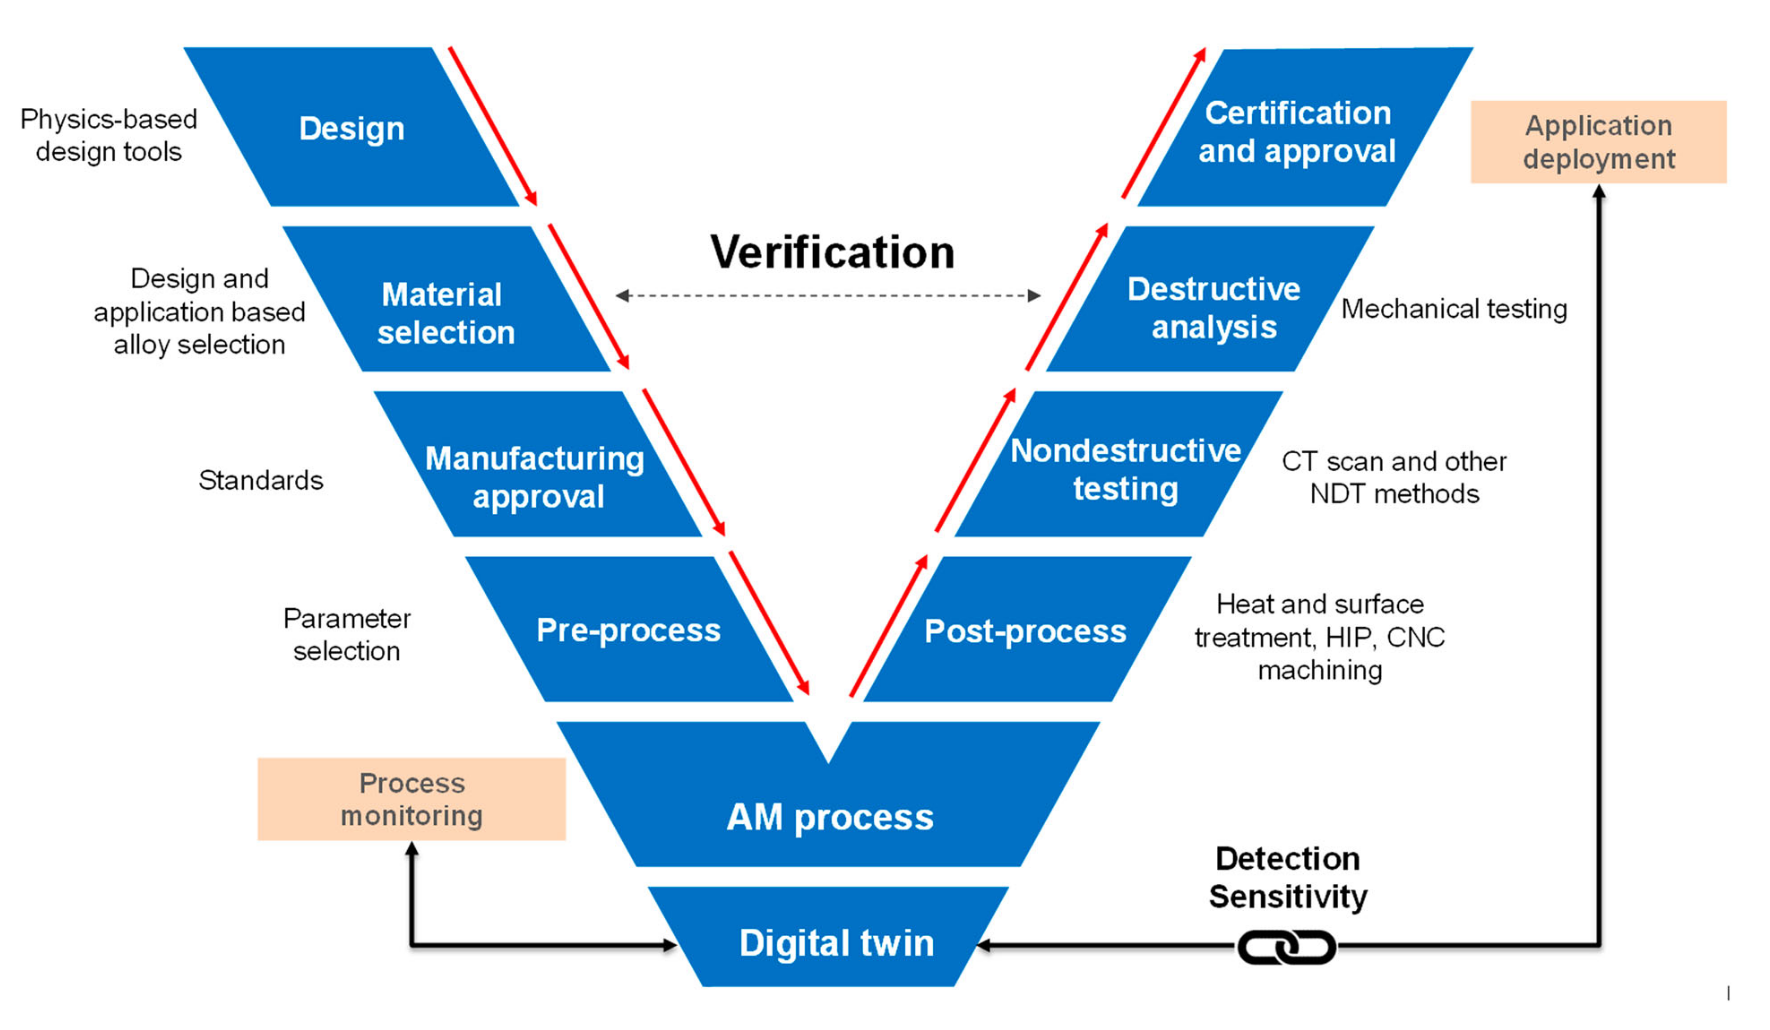 Design
Physics-based
design tools
Material
selection
Design and
application based
alloy selection
Manufacturing
approval
Standards
Pre-process
Parameter
selection
AM process
Process
monitoring
Digital twin
Verification
Certification
and approval
Application
deployment
Destructive
analysis
Mechanical testing
Nondestructive
testing
CT scan and other
NDT methods
Post-process
Heat and surface
treatment, HIP, CNC
machining
Detection
Sensitivity
|